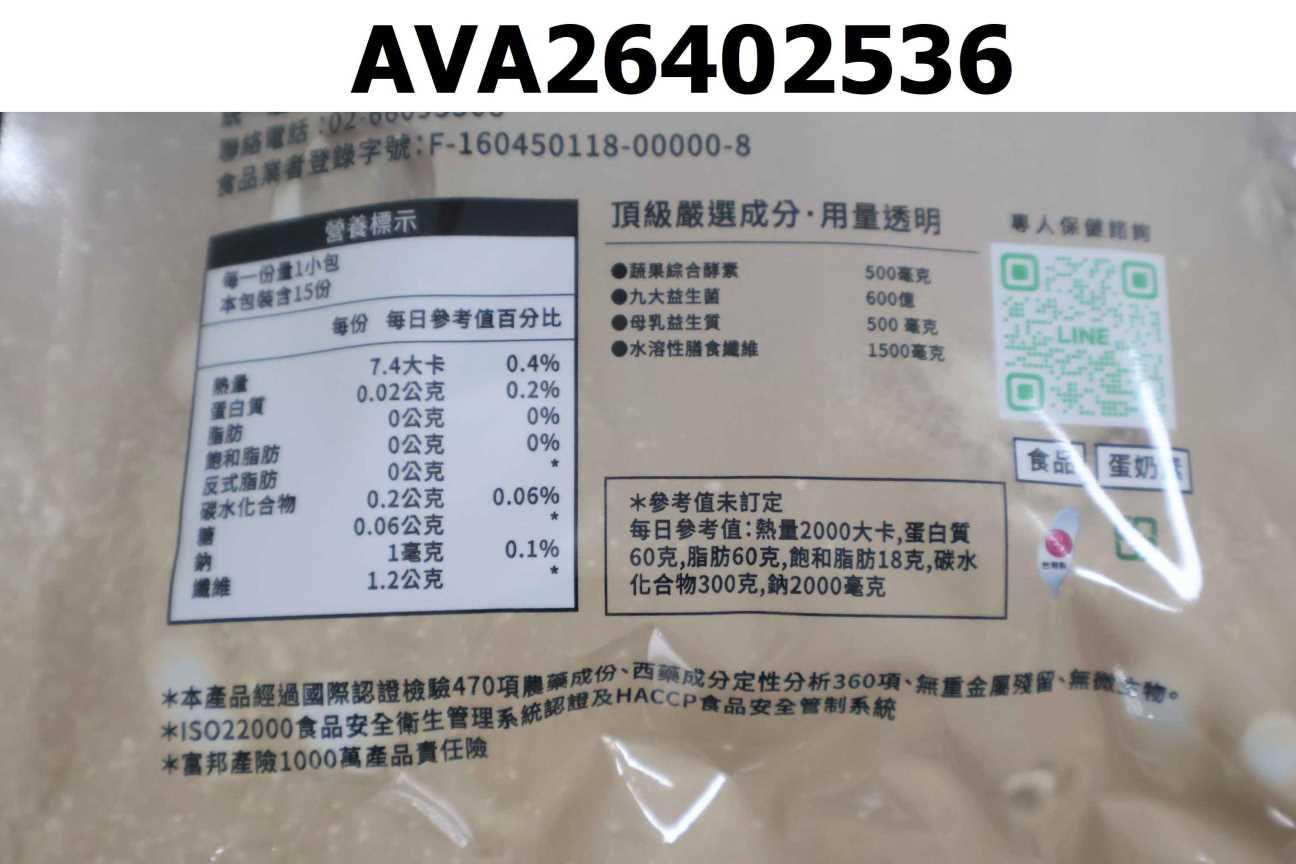 AVA26402536
聯絡電話:02-
食品業者登錄字號:F-160450118-00000-8
營養標示
每一份量1小包
本包裝含15份
每份 每日參考值百分比
熱量 7.4大卡 0.4%
蛋白質 0.02公克 0.2%
脂肪 0公克 0%
飽和脂肪 0公克 0%
反式脂肪 0公克 *
碳水化合物 0.2公克 0.06%
糖 0.06公克 *
鈉 1毫克 0.1%
纖維 1.2公克 *
頂級嚴選成分·用量透明
●蔬果綜合酵素 500毫克
●九大益生菌 600億
●母乳益生質 500 毫克
●水溶性膳食纖維 1500毫克
專人保健諮詢
LINE
食品 蛋奶素
*參考值未訂定
每日參考值:熱量2000大卡,蛋白質
60克,脂肪60克,飽和脂肪18克,碳水
化合物300克,鈉2000毫克
*本產品經過國際認證檢驗470項農藥成份、西藥成分定性分析360項、無重金屬殘留、無微生物。
*ISO22000食品安全衛生管理系統認證及HACCP食品安全管制系統
*富邦產險1000萬產品責任險